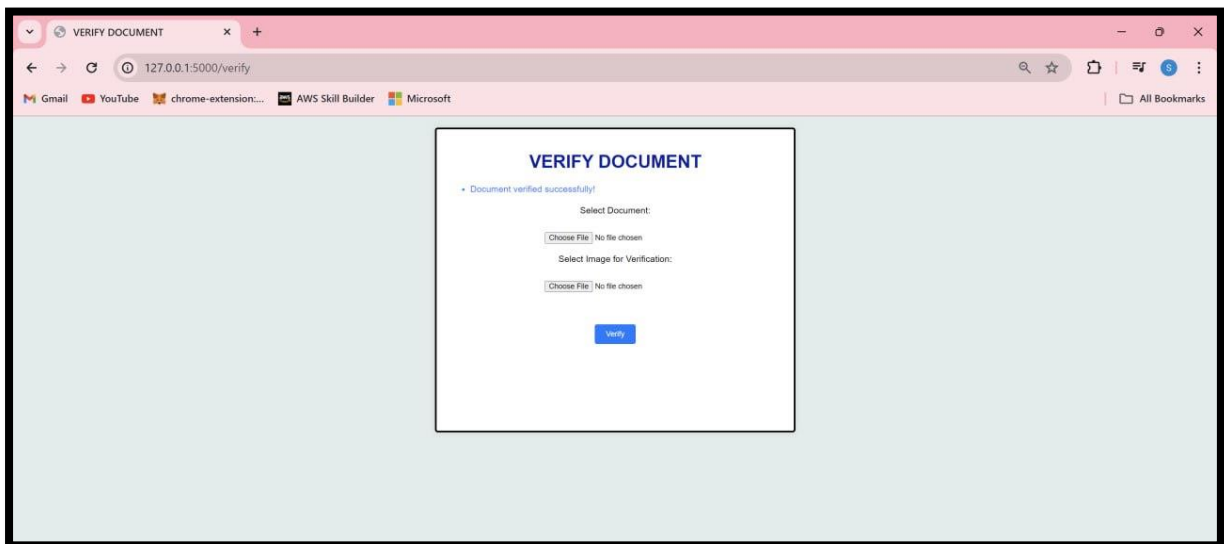 VERIFY DOCUMENT
127.0.0.1:5000/verify
S
Gmail YouTube chrome-extension:... aws AWS Skill Builder Microsoft All Bookmarks
VERIFY DOCUMENT
• Document verified successfully!
Select Document:
Choose File No file chosen
Select Image for Verification:
Choose File No file chosen
Verify